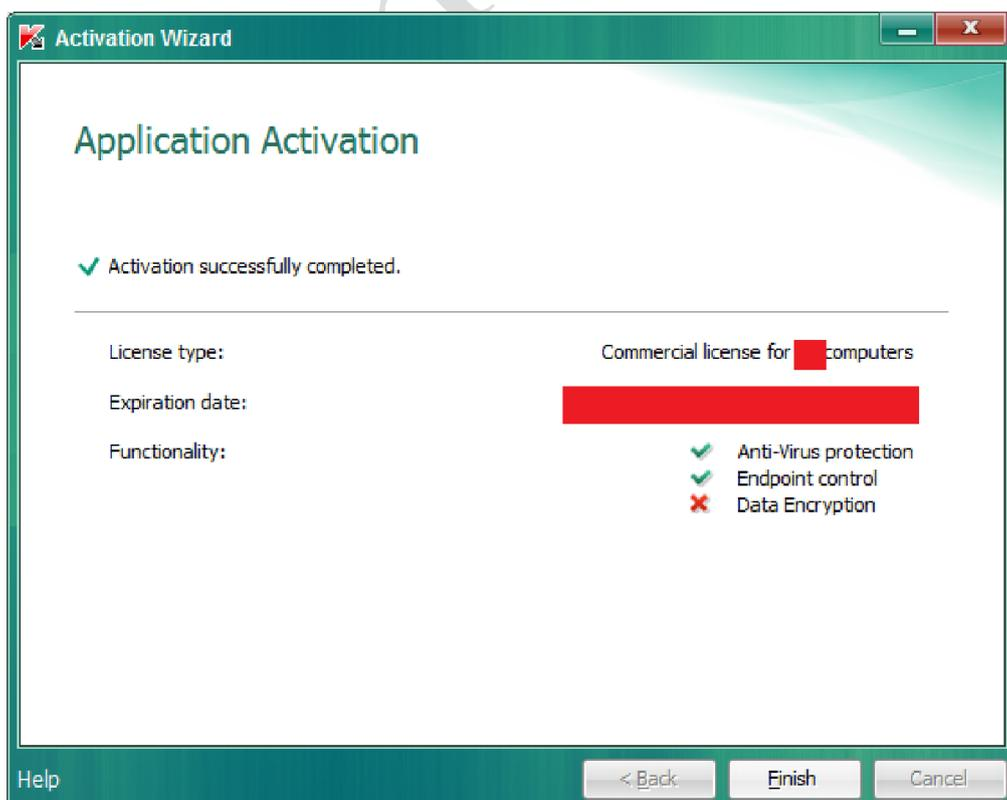 Activation Wizard
Application Activation
Activation successfully completed.
License type: Commercial license for computers
Expiration date:
Functionality: Anti-Virus protection
Endpoint control
Data Encryption
Help < Back Finish Cancel